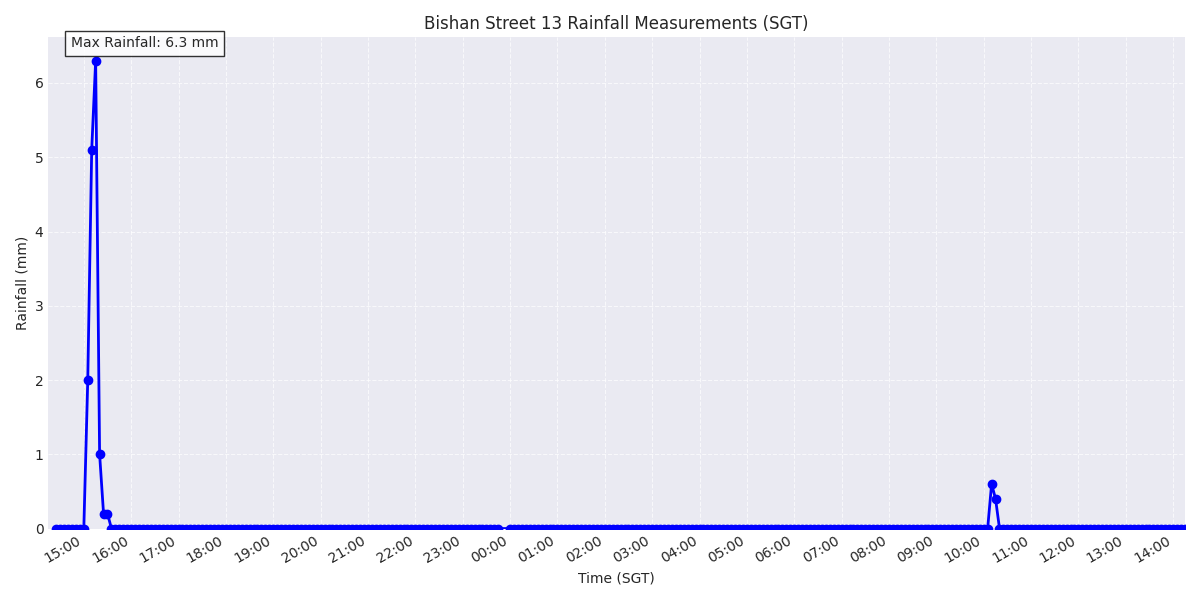 Bishan Street 13 Rainfall Measurements (SGT)
Max Rainfall: 6.3 mm
6
5
4
3
2
1
0
Rainfall (mm)
15:00 16:00 17:00 18:00 19:00 20:00 21:00 22:00 23:00 00:00 01:00 02:00 03:00 04:00 05:00 06:00 07:00 08:00 09:00 10:00 11:00 12:00 13:00 14:00
Time (SGT)